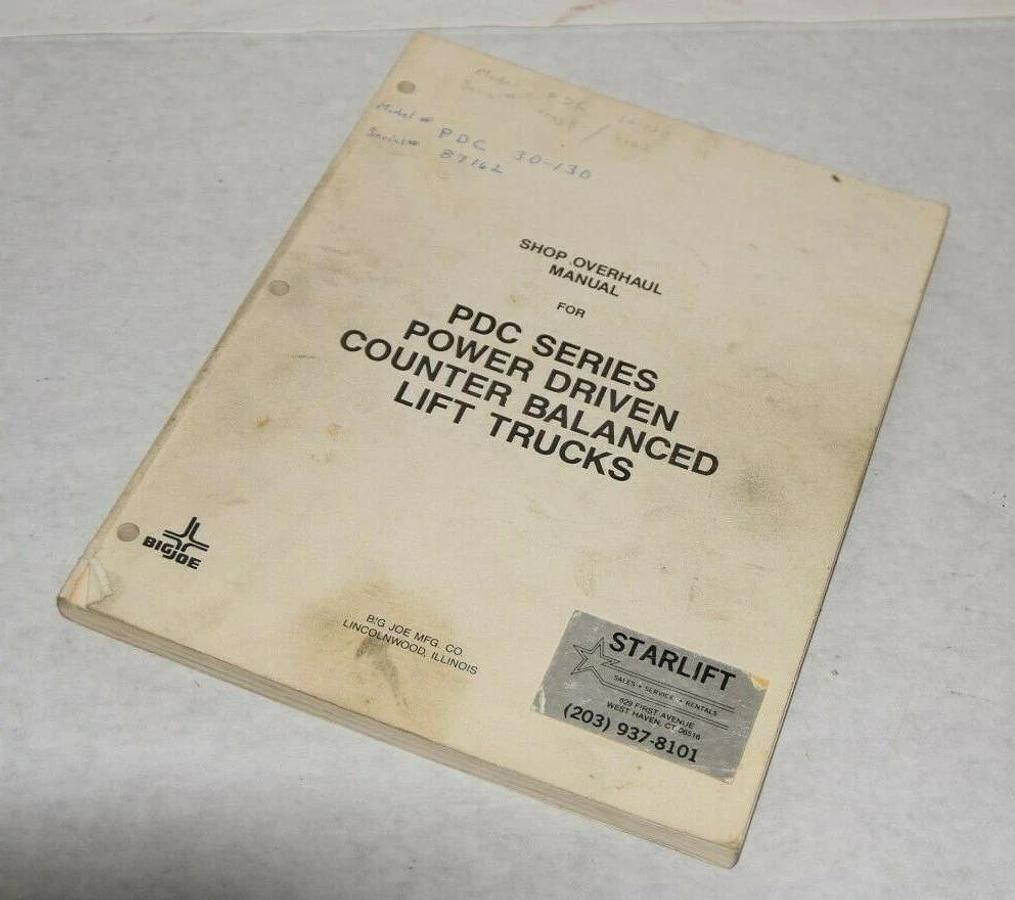 Model #
Model # PDC 30-130
Serial # 87162
SHOP OVERHAUL
MANUAL
FOR
PDC SERIES
POWER DRIVEN
COUNTER BALANCED
LIFT TRUCKS
BIG JOE
BIG JOE MFG. CO.
LINCOLNWOOD, ILLINOIS
STARLIFT
SALES • SERVICE • RENTALS
FIRST AVENUE
WEST HAVEN, CT 06516
(203) 937-8101